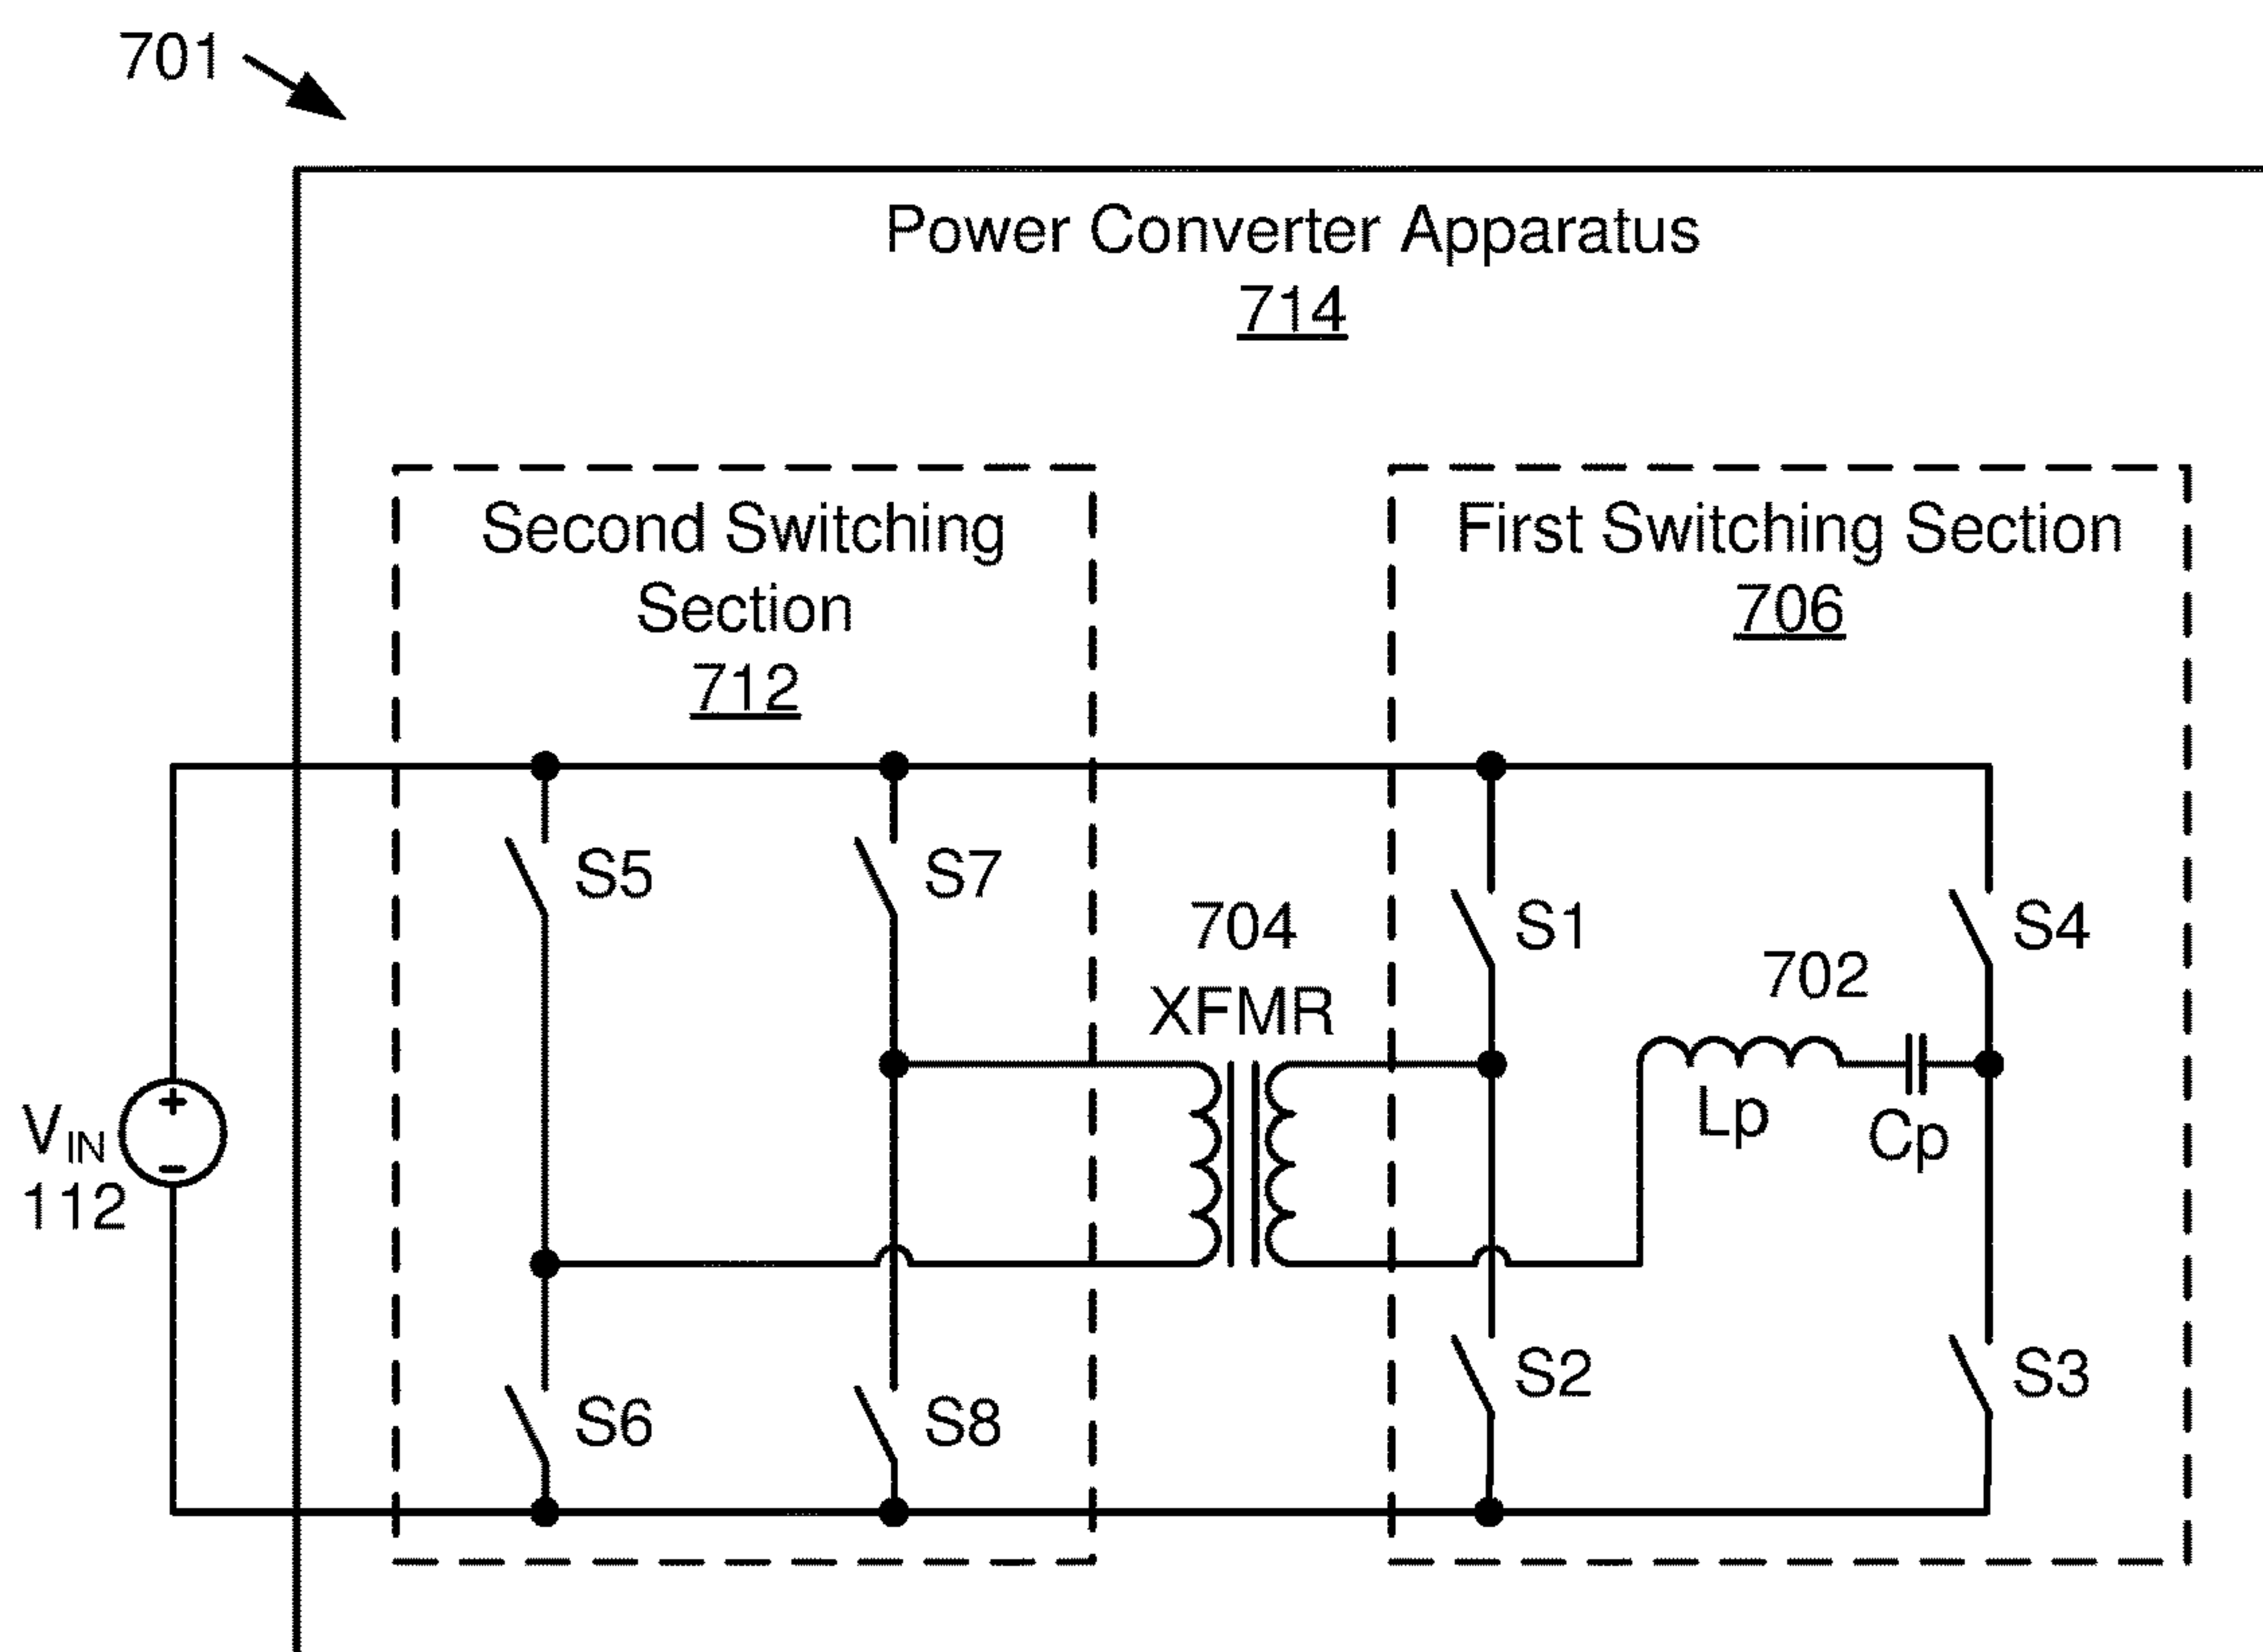 701
Power Converter Apparatus
714
Second Switching
Section
712
First Switching Section
706
S5
S7
704
XFMR
S1
702
S4
Lp
Cp
+
VIN
−
112
S6
S8
S2
S3